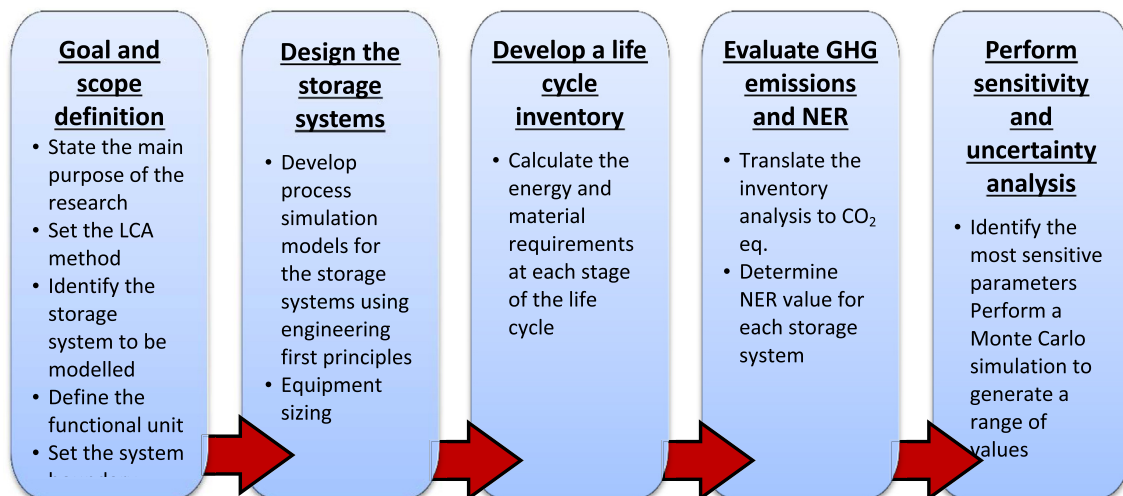 Goal and
scope
definition
• State the main
purpose of the
research
• Set the LCA
method
• Identify the
storage
system to be
modelled
• Define the
functional unit
• Set the system
Design the
storage
systems
• Develop
process
simulation
models for
the storage
systems using
engineering
first principles
• Equipment
sizing
Develop a life
cycle
inventory
• Calculate the
energy and
material
requirements
at each stage
of the life
cycle
Evaluate GHG
emissions
and NER
• Translate the
inventory
analysis to CO₂
eq.
• Determine
NER value for
each storage
system
Perform
sensitivity
and
uncertainty
analysis
• Identify the
most sensitive
parameters
Perform a
Monte Carlo
simulation to
generate a
range of
values